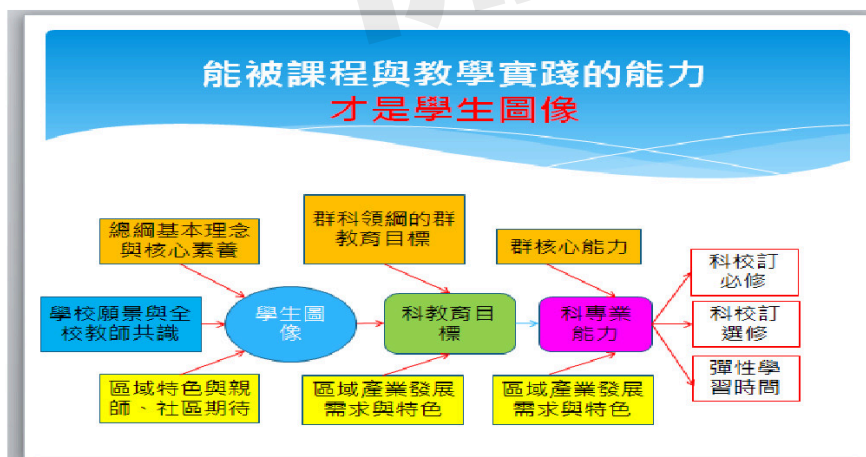 能被課程與教學實踐的能力
才是學生圖像
總綱基本理念
與核心素養
群科領綱的群
教育目標
群核心能力
科校訂
必修
學校願景與全
校教師共識
學生圖
像
科教育目
標
科專業
能力
科校訂
選修
區域特色與親
師、社區期待
區域產業發展
需求與特色
區域產業發展
需求與特色
彈性學
習時間